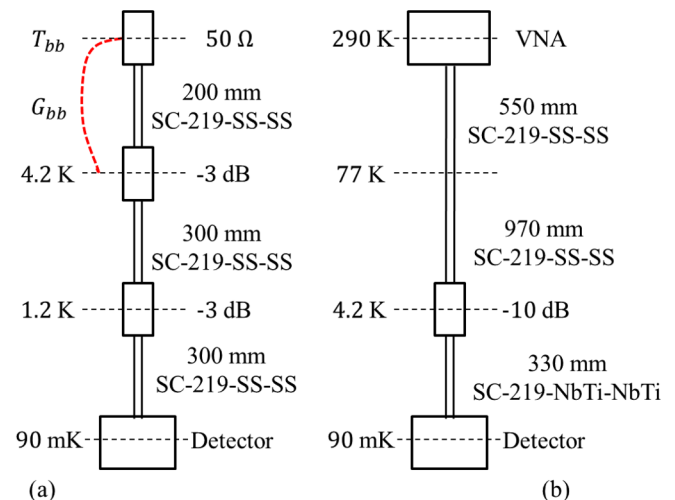 T_bb
50 Ω
G_bb
200 mm
SC-219-SS-SS
4.2 K
-3 dB
300 mm
SC-219-SS-SS
1.2 K
-3 dB
300 mm
SC-219-SS-SS
90 mK
Detector
(a)
290 K
VNA
550 mm
SC-219-SS-SS
77 K
970 mm
SC-219-SS-SS
4.2 K
-10 dB
330 mm
SC-219-NbTi-NbTi
90 mK
Detector
(b)